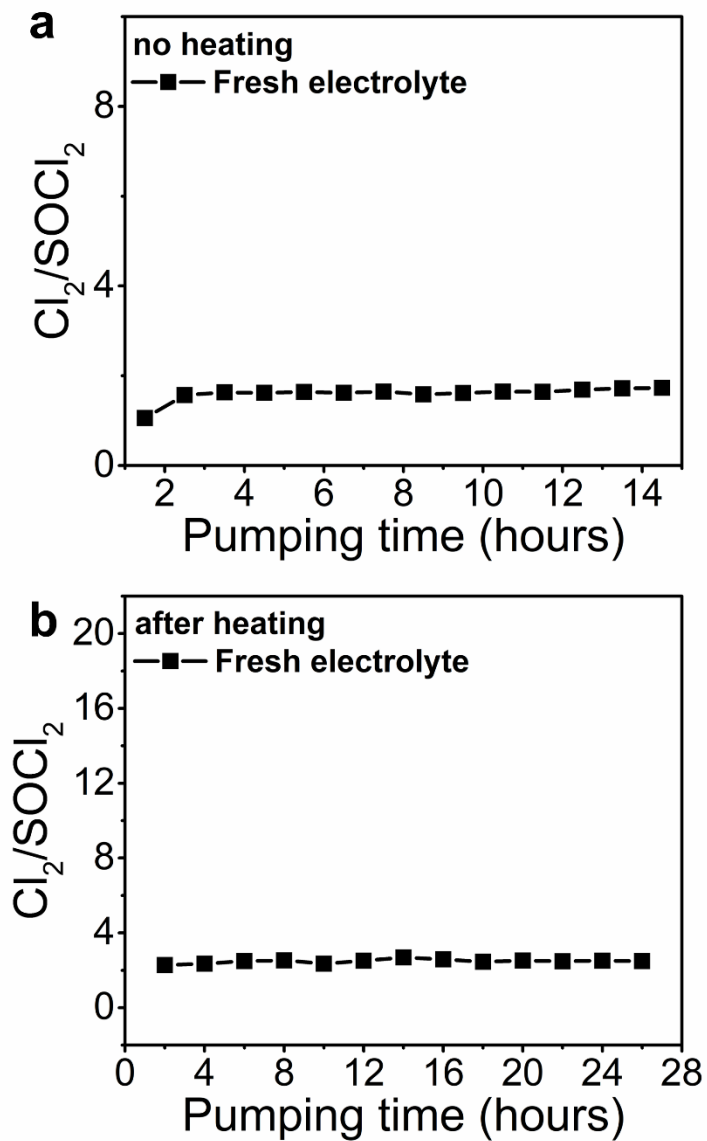 a
no heating
Fresh electrolyte
8
4
0
Cl₂/SOCl₂
2 4 6 8 10 12 14
Pumping time (hours)
b
after heating
Fresh electrolyte
20
16
12
8
4
0
Cl₂/SOCl₂
0 4 8 12 16 20 24 28
Pumping time (hours)